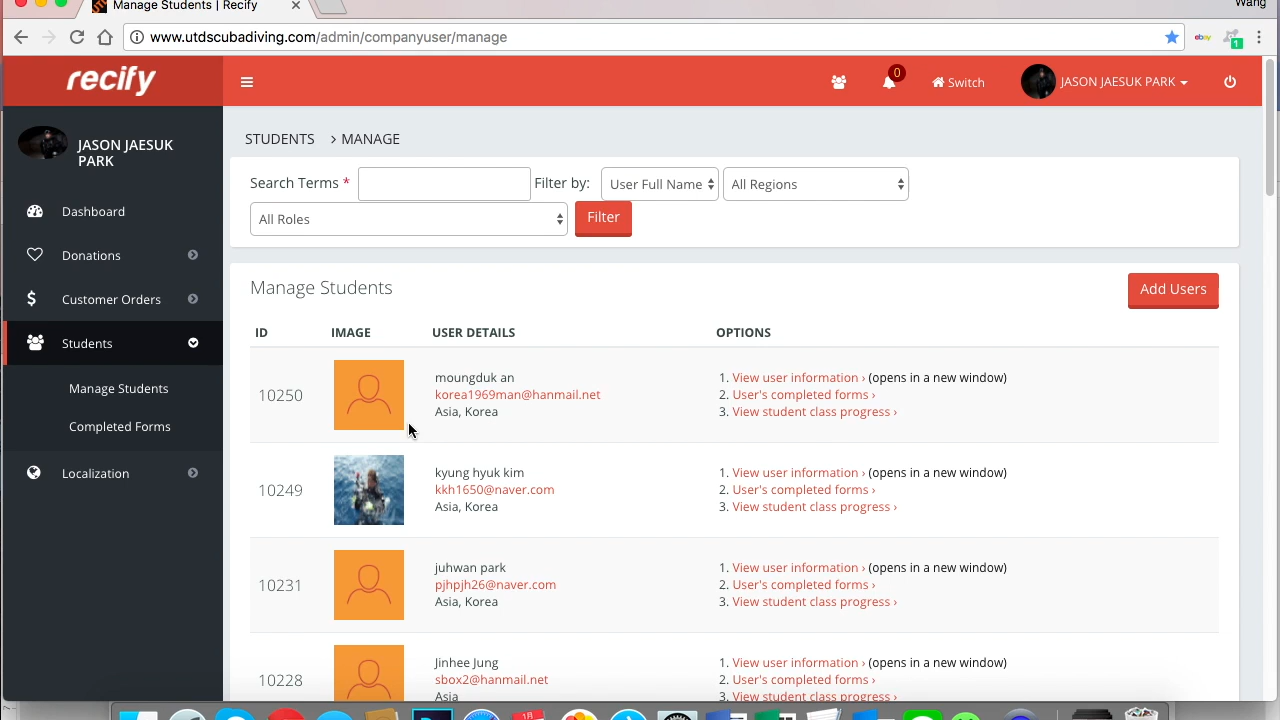 Manage Students | Recify
Wang
www.utdscubadiving.com/admin/companyuser/manage
ebay
1
recify
0
Switch
JASON JAESUK PARK
JASON JAESUK
PARK
Dashboard
Donations
$ Customer Orders
Students
Manage Students
Completed Forms
Localization
STUDENTS > MANAGE
Search Terms *
Filter by:
User Full Name
All Regions
All Roles
Filter
Manage Students
Add Users
ID IMAGE USER DETAILS OPTIONS
10250
moungduk an
korea1969man@hanmail.net
Asia, Korea
1. View user information › (opens in a new window)
2. User's completed forms ›
3. View student class progress ›
10249
kyung hyuk kim
kkh1650@naver.com
Asia, Korea
1. View user information › (opens in a new window)
2. User's completed forms ›
3. View student class progress ›
10231
juhwan park
pjhpjh26@naver.com
Asia, Korea
1. View user information › (opens in a new window)
2. User's completed forms ›
3. View student class progress ›
10228
Jinhee Jung
sbox2@hanmail.net
Asia
1. View user information › (opens in a new window)
2. User's completed forms ›
3. View student class progress ›